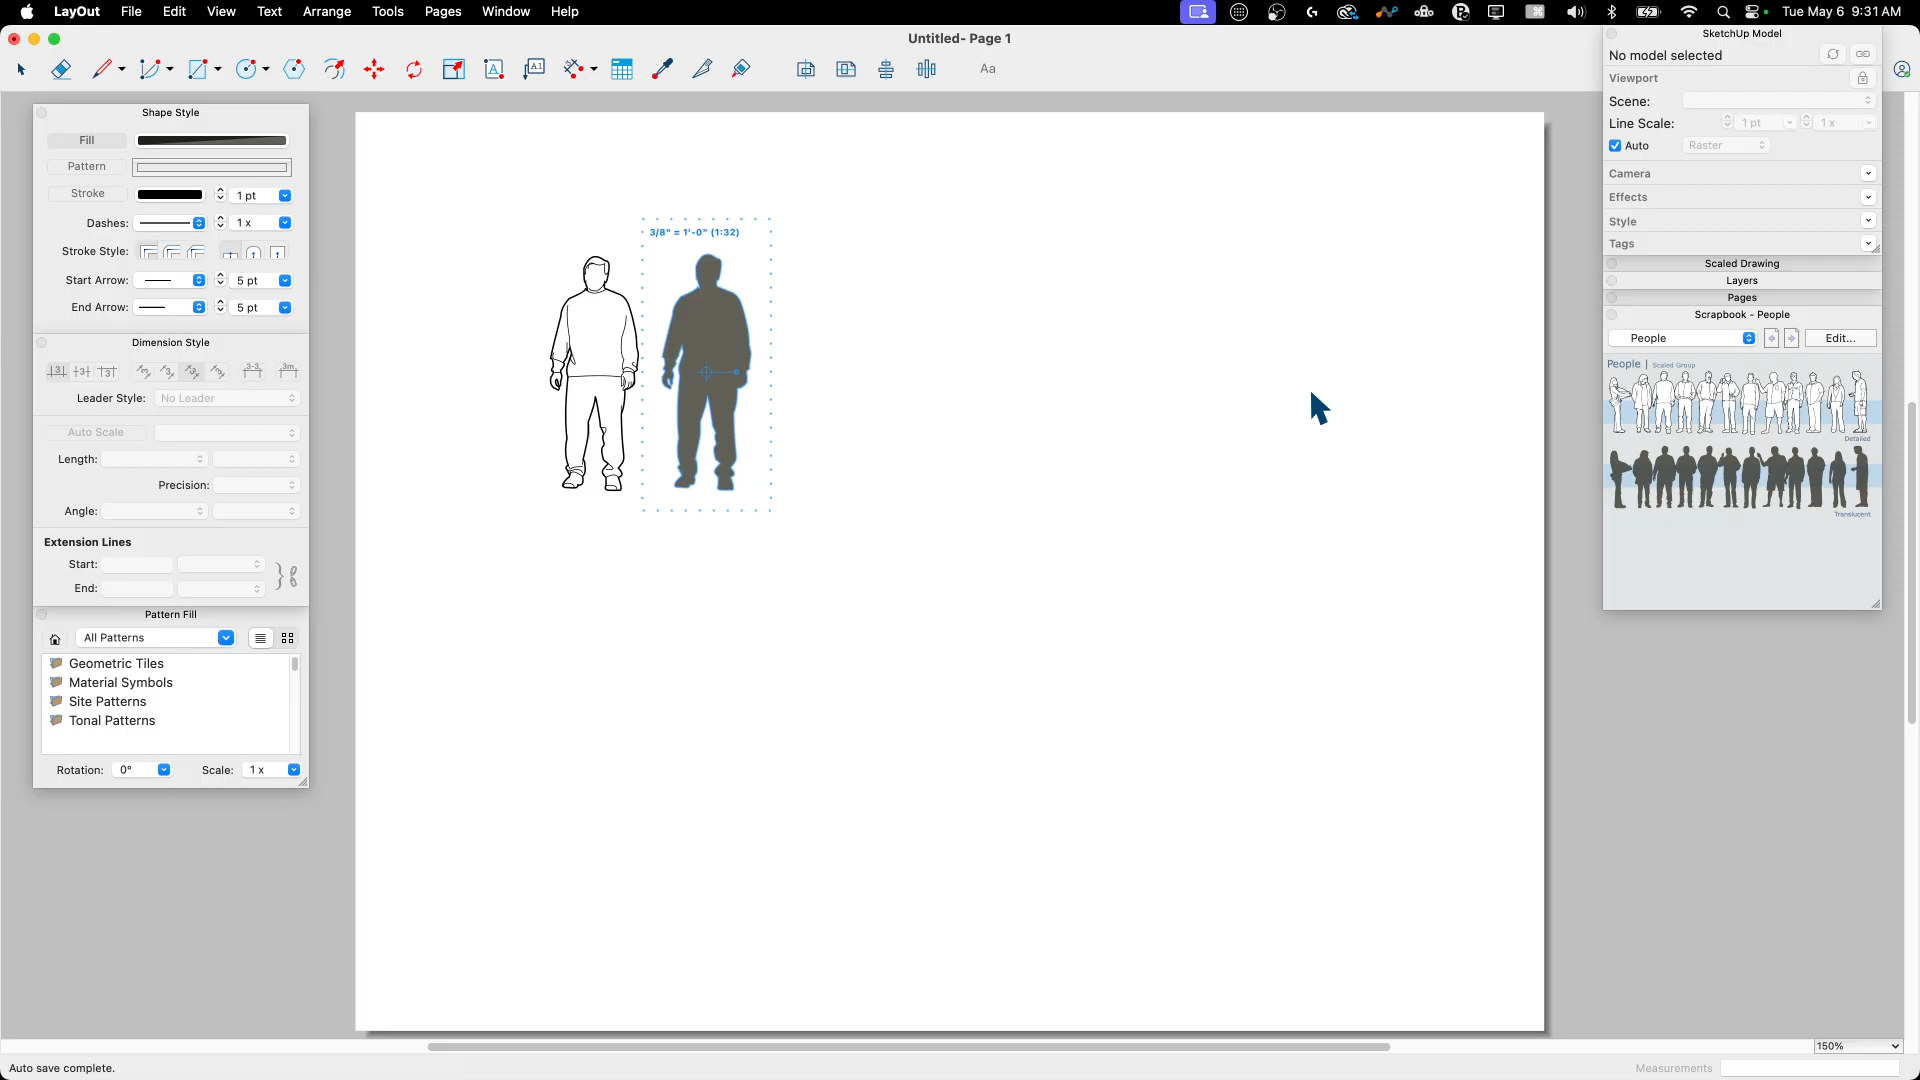 LayOut File Edit View Text Arrange Tools Pages Window Help
Tue May 6 9:31 AM
Untitled- Page 1
Aa
Shape Style
Fill
Pattern
Stroke 1 pt
Dashes: 1 x
Stroke Style:
Start Arrow: 5 pt
End Arrow: 5 pt
Dimension Style
Leader Style: No Leader
Auto Scale
Length:
Precision:
Angle:
Extension Lines
Start:
End:
Pattern Fill
All Patterns
Geometric Tiles
Material Symbols
Site Patterns
Tonal Patterns
Rotation: 0° Scale: 1 x
3/8" = 1'-0" (1:32)
SketchUp Model
No model selected
Viewport
Scene:
Line Scale: 1 pt 1 x
Auto Raster
Camera
Effects
Style
Tags
Scaled Drawing
Layers
Pages
Scrapbook - People
People Edit...
People | Scaled Group
Detailed
Translucent
150%
Auto save complete.
Measurements